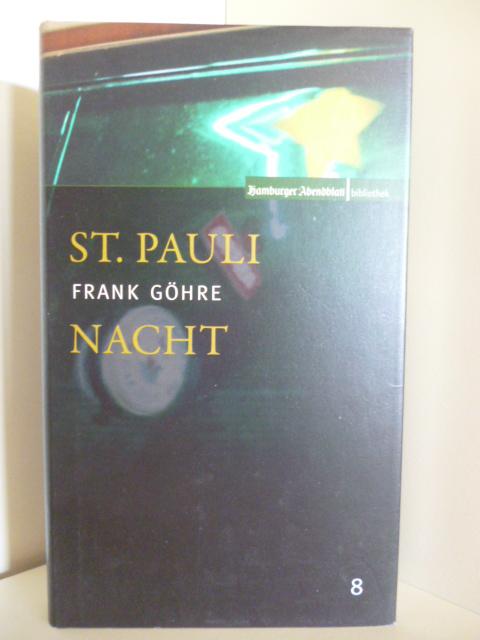 Hamburger Abendblatt | bibliothek
ST. PAULI
FRANK GÖHRE
NACHT
8